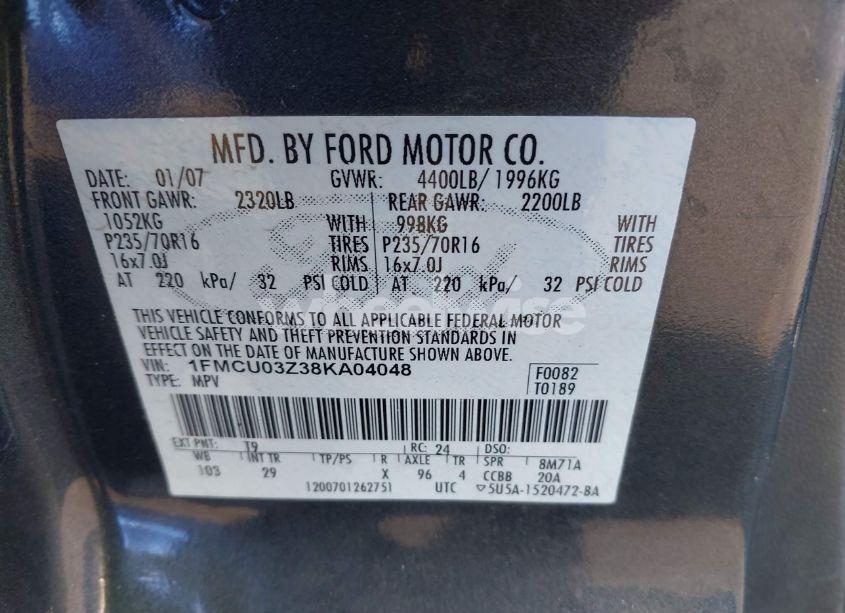 MFD. BY FORD MOTOR CO.
DATE: 01/07 GVWR: 4400LB/ 1996KG
FRONT GAWR: 2320LB REAR GAWR: 2200LB
1052KG WITH 998KG WITH
P235/70R16 TIRES P235/70R16 TIRES
16x7.0J RIMS 16x7.0J RIMS
AT 220 kPa/ 32 PSI COLD AT 220 kPa/ 32 PSI COLD
THIS VEHICLE CONFORMS TO ALL APPLICABLE FEDERAL MOTOR
VEHICLE SAFETY AND THEFT PREVENTION STANDARDS IN
EFFECT ON THE DATE OF MANUFACTURE SHOWN ABOVE.
VIN: 1FMCU03Z38KA04048 F0082
TYPE: MPV T0189
EXT PNT: T9 RC: 24 DSO:
WB INT TR TP/PS R AXLE TR SPR 8M71A
103 29 X 96 4 CCBB 20A
1200701262751 UTC ▽5U5A-1520472-BA